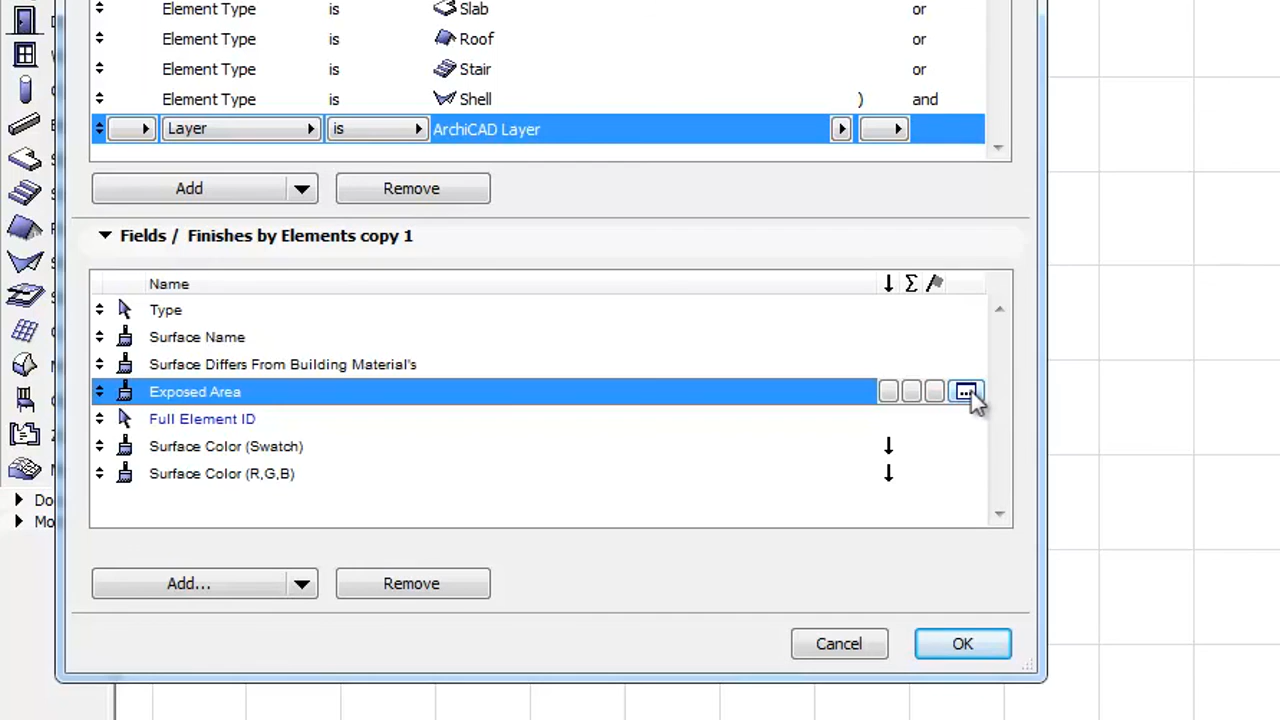 Element Type is Slab or
Element Type is Roof or
Element Type is Stair or
Element Type is Shell ) and
Layer is ArchiCAD Layer
Add Remove
Fields / Finishes by Elements copy 1
Name Σ
Type
Surface Name
Surface Differs From Building Material's
Exposed Area ...
Full Element ID
Surface Color (Swatch)
Surface Color (R,G,B)
Do
Mo
Add... Remove
Cancel OK